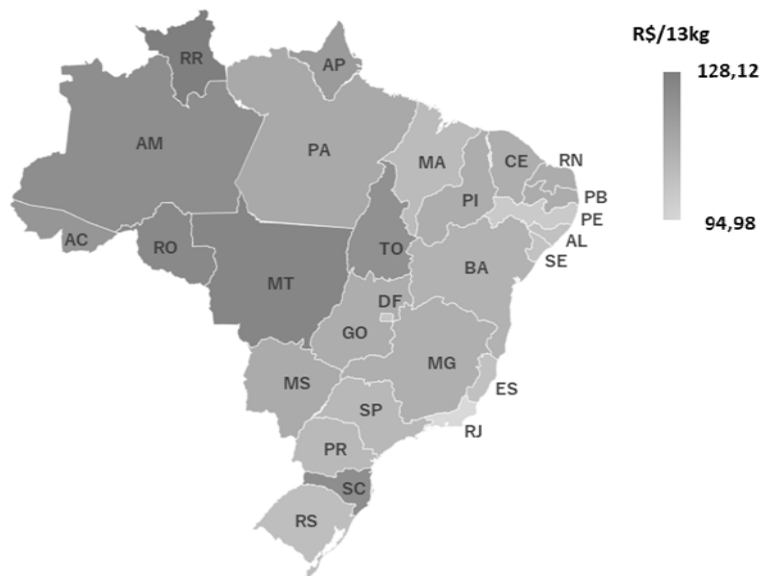 R$/13kg
128,12
94,98
RR
AP
AM
PA
MA
CE
RN
PI
PB
PE
AC
RO
TO
AL
SE
MT
BA
DF
GO
MG
MS
ES
SP
RJ
PR
SC
RS